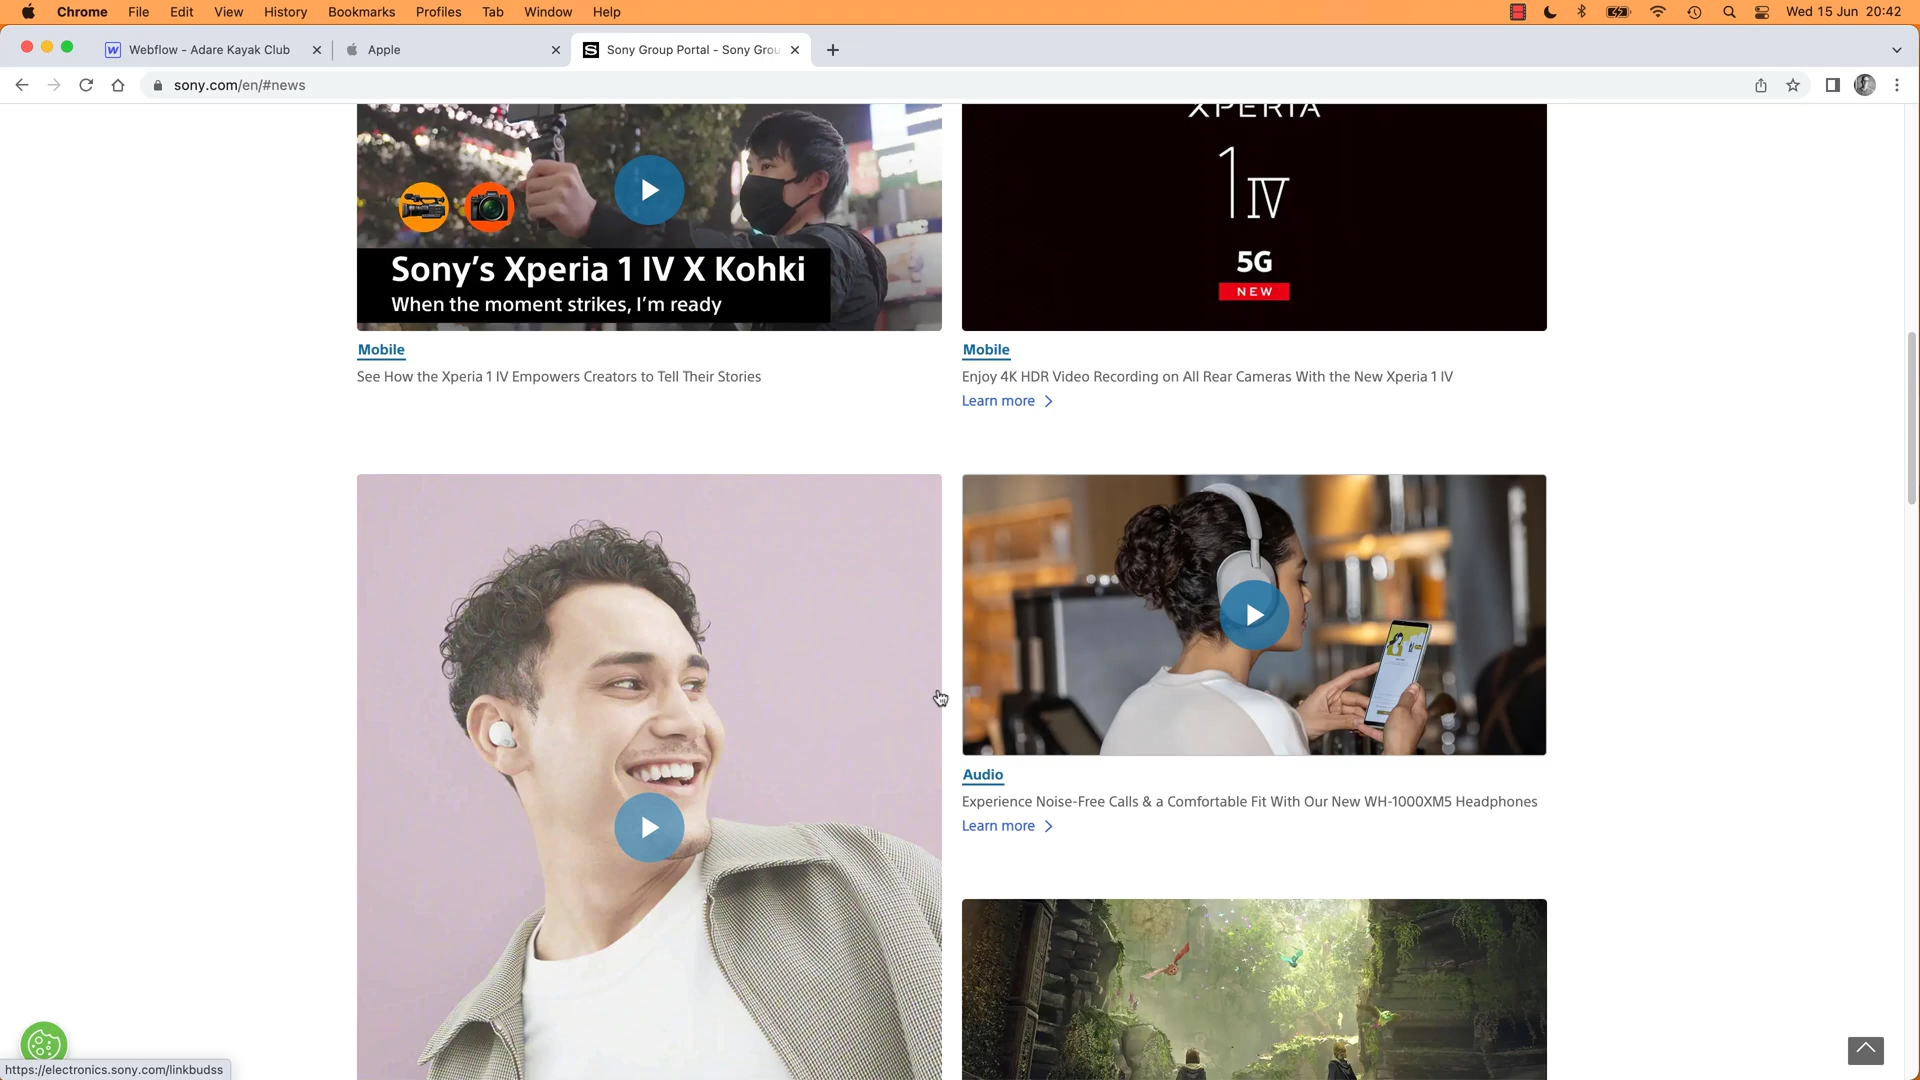 Chrome File Edit View History Bookmarks Profiles Tab Window Help Wed 15 Jun 20:42
W Webflow - Adare Kayak Club Apple S Sony Group Portal - Sony Grou
sony.com/en/#news
XPERIA
1 IV
5G
NEW
Sony's Xperia 1 IV X Kohki
When the moment strikes, I'm ready
Mobile
See How the Xperia 1 IV Empowers Creators to Tell Their Stories
Mobile
Enjoy 4K HDR Video Recording on All Rear Cameras With the New Xperia 1 IV
Learn more
Audio
Experience Noise-Free Calls & a Comfortable Fit With Our New WH-1000XM5 Headphones
Learn more
https://electronics.sony.com/linkbudss